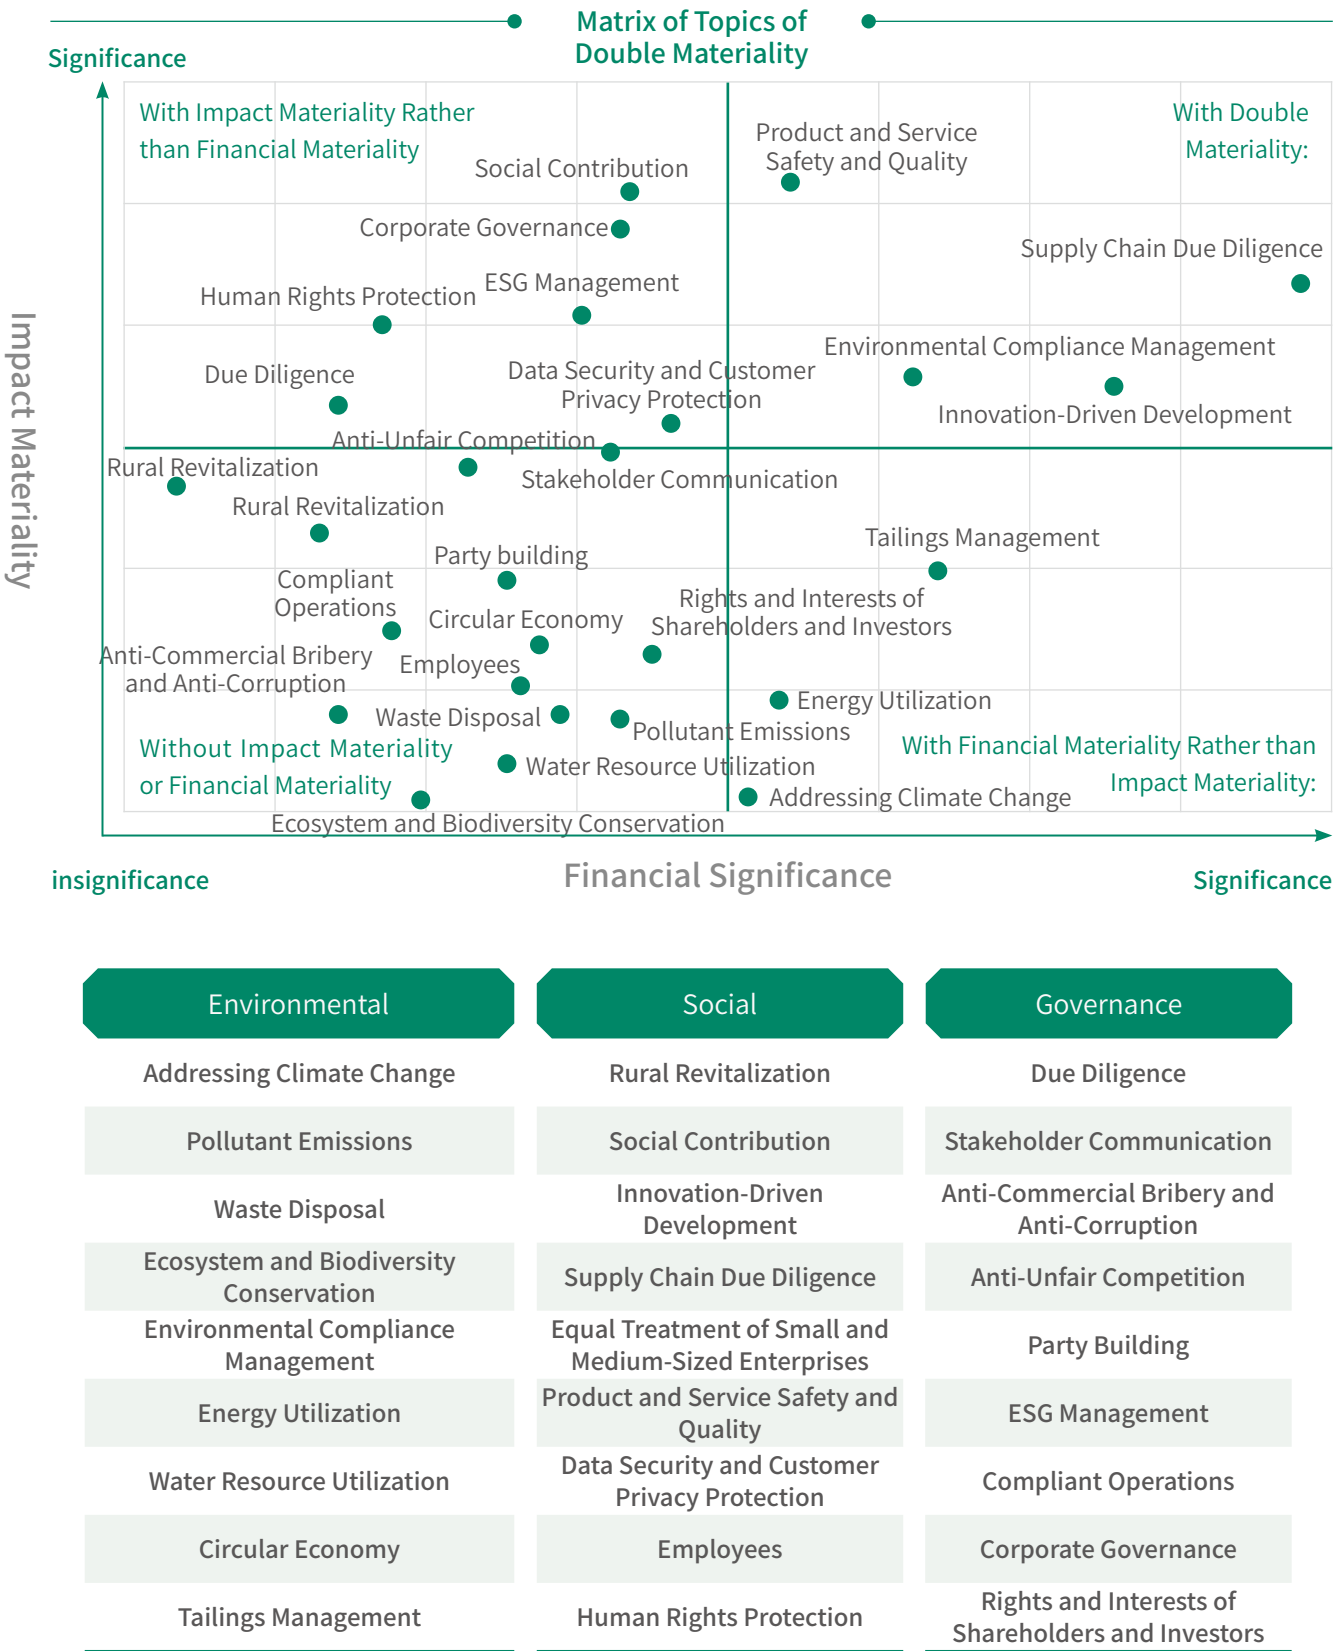 Matrix of Topics of
Double Materiality
Significance
With Impact Materiality Rather
than Financial Materiality
With Double
Materiality:
Product and Service
Safety and Quality
Social Contribution
Corporate Governance
Supply Chain Due Diligence
ESG Management
Human Rights Protection
Environmental Compliance Management
Due Diligence
Data Security and Customer
Privacy Protection
Innovation-Driven Development
Anti-Unfair Competition
Rural Revitalization
Stakeholder Communication
Rural Revitalization
Tailings Management
Party building
Compliant
Operations
Rights and Interests of
Shareholders and Investors
Circular Economy
Anti-Commercial Bribery
and Anti-Corruption
Employees
Energy Utilization
Waste Disposal
Pollutant Emissions
Without Impact Materiality
or Financial Materiality
With Financial Materiality Rather than
Impact Materiality:
Water Resource Utilization
Addressing Climate Change
Ecosystem and Biodiversity Conservation
Impact Materiality
insignificance
Financial Significance
Significance
Environmental
Social
Governance
Addressing Climate Change
Rural Revitalization
Due Diligence
Pollutant Emissions
Social Contribution
Stakeholder Communication
Waste Disposal
Innovation-Driven
Development
Anti-Commercial Bribery and
Anti-Corruption
Ecosystem and Biodiversity
Conservation
Supply Chain Due Diligence
Anti-Unfair Competition
Environmental Compliance
Management
Equal Treatment of Small and
Medium-Sized Enterprises
Party Building
Energy Utilization
Product and Service Safety and
Quality
ESG Management
Water Resource Utilization
Data Security and Customer
Privacy Protection
Compliant Operations
Circular Economy
Employees
Corporate Governance
Tailings Management
Human Rights Protection
Rights and Interests of
Shareholders and Investors